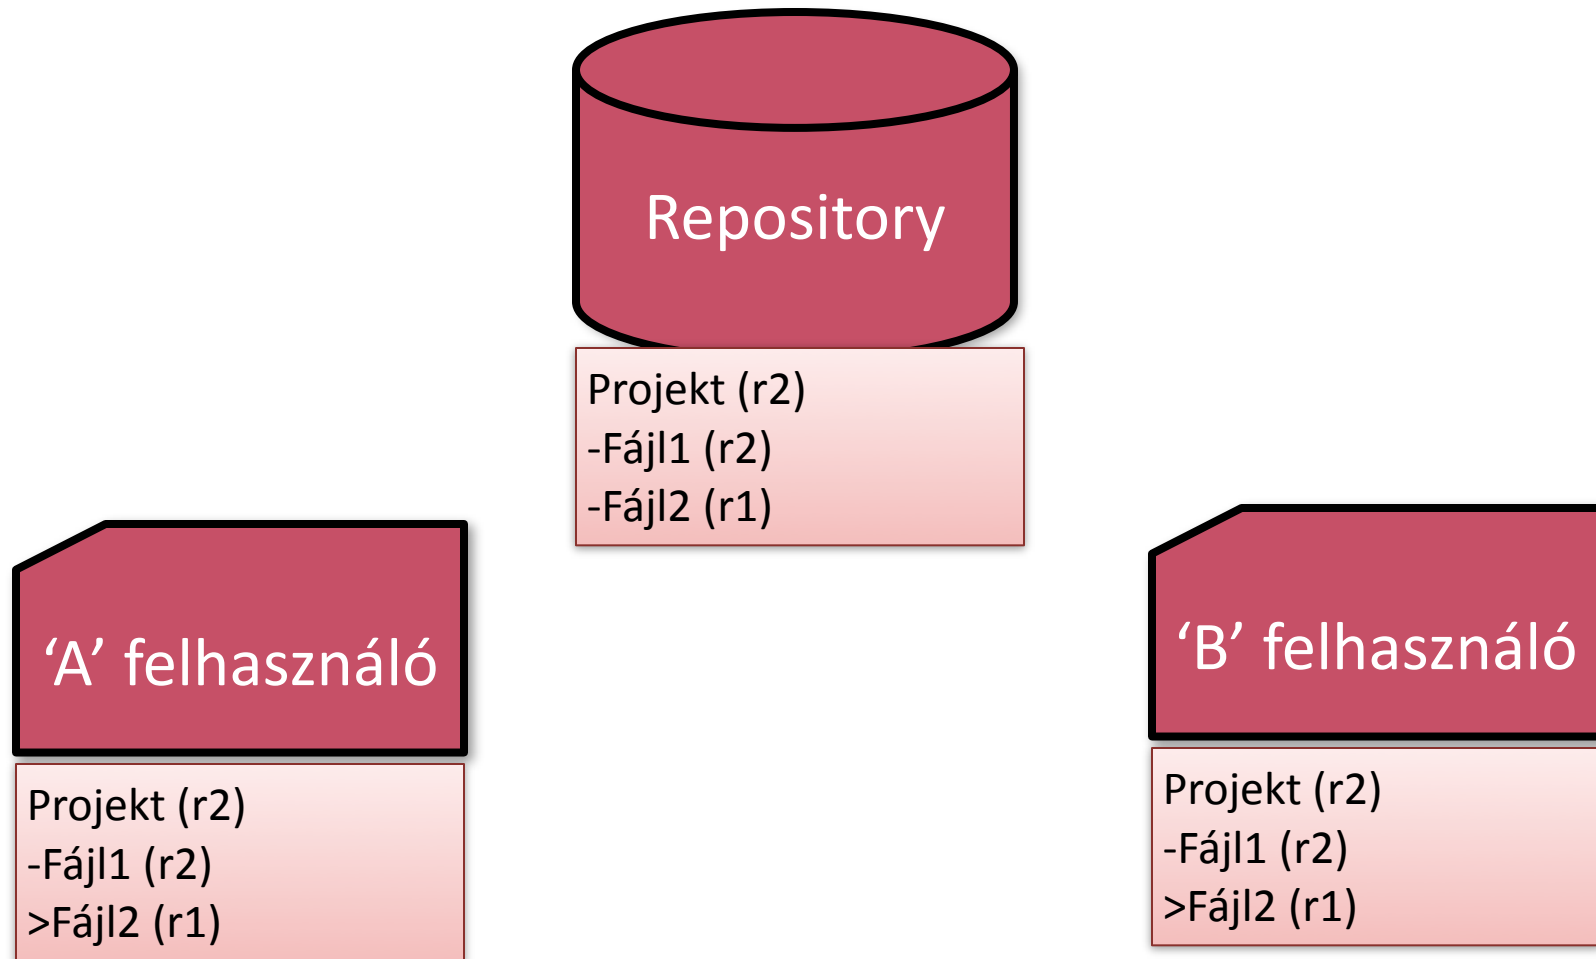 Repository
Projekt (r2)
-Fájl1 (r2)
-Fájl2 (r1)
‘A’ felhasználó
Projekt (r2)
-Fájl1 (r2)
>Fájl2 (r1)
‘B’ felhasználó
Projekt (r2)
-Fájl1 (r2)
>Fájl2 (r1)